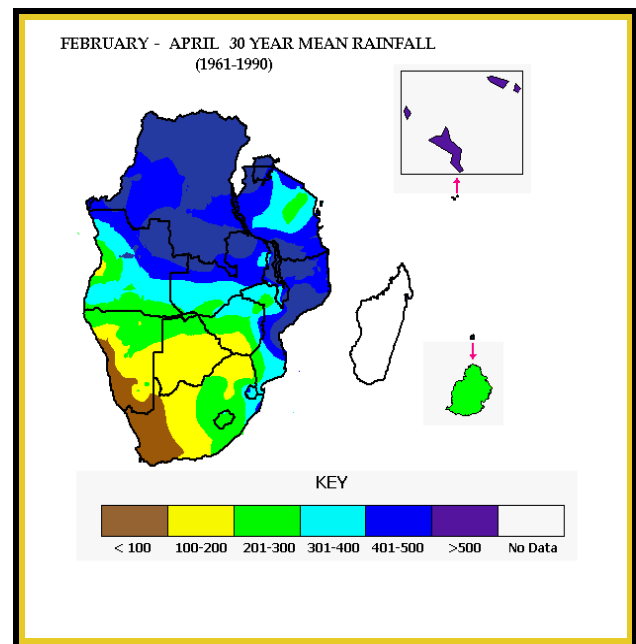 FEBRUARY - APRIL 30 YEAR MEAN RAINFALL
(1961-1990)
KEY
< 100 100-200 201-300 301-400 401-500 >500 No Data